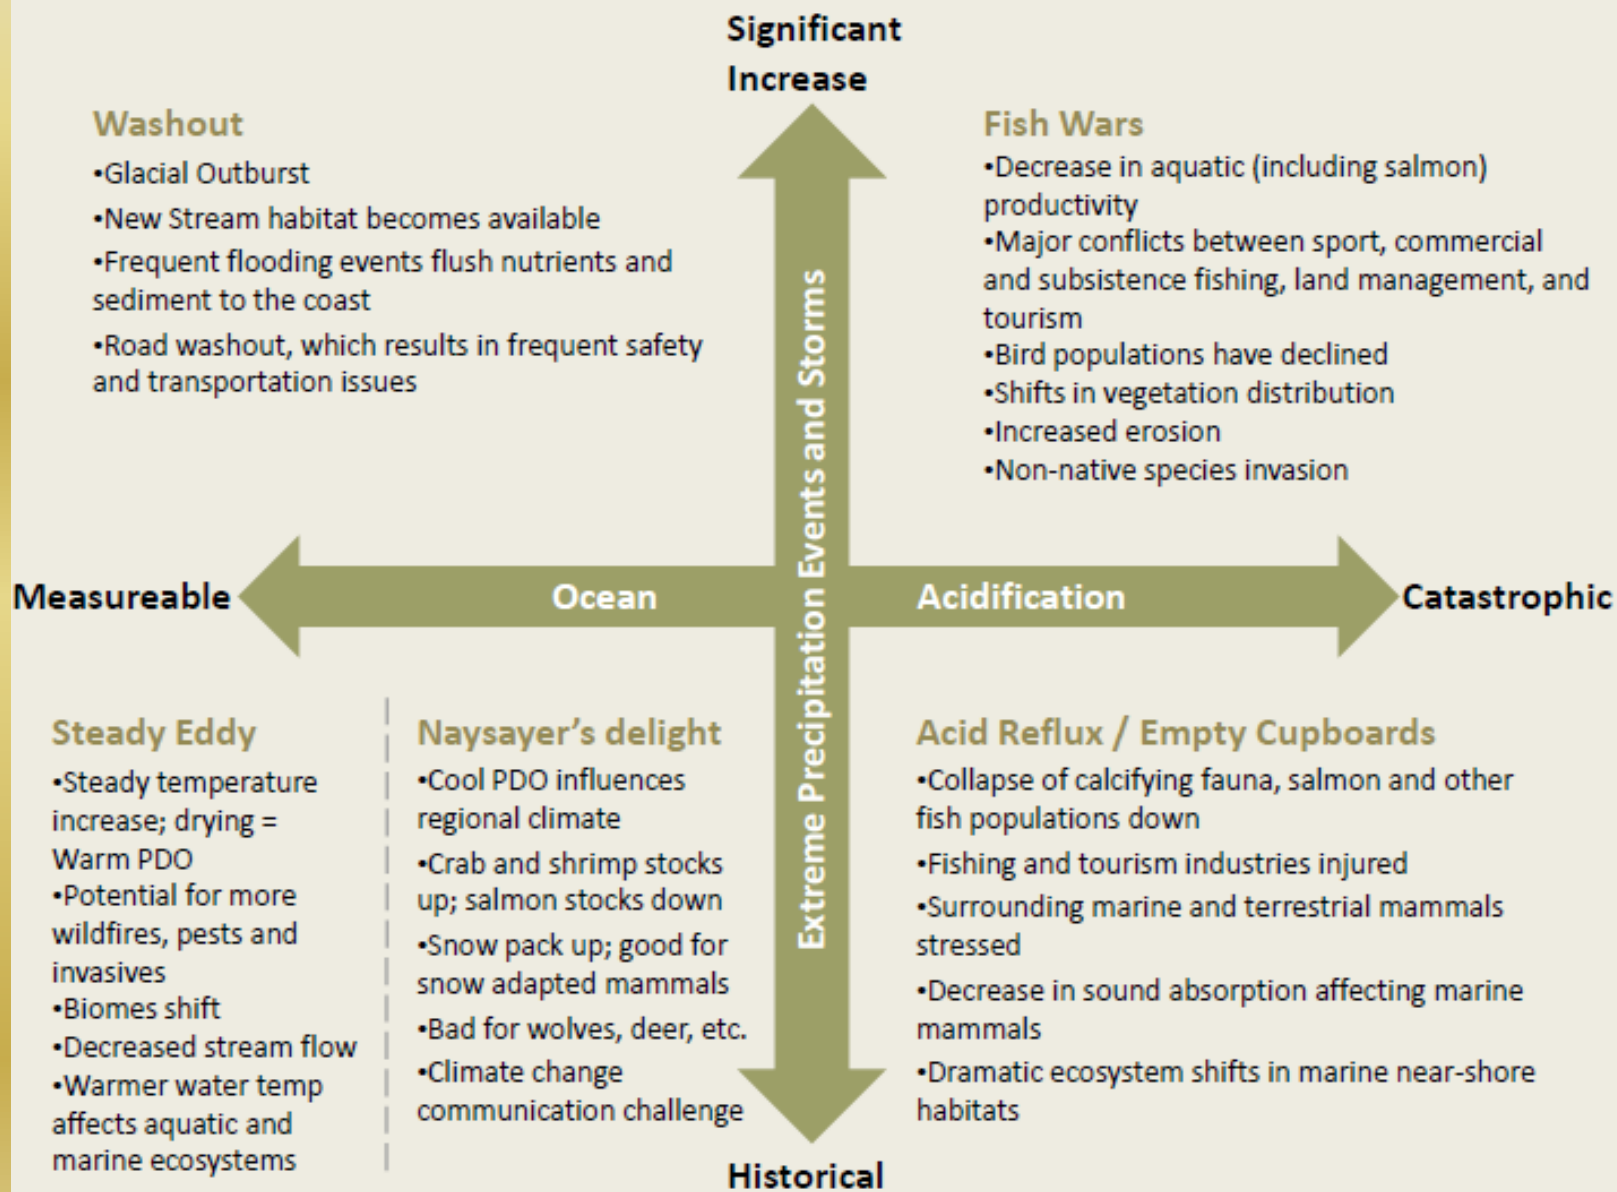 Significant
Increase
Washout
•Glacial Outburst
•New Stream habitat becomes available
•Frequent flooding events flush nutrients and
sediment to the coast
•Road washout, which results in frequent safety
and transportation issues
Fish Wars
•Decrease in aquatic (including salmon)
productivity
•Major conflicts between sport, commercial
and subsistence fishing, land management, and
tourism
•Bird populations have declined
•Shifts in vegetation distribution
•Increased erosion
•Non-native species invasion
Extreme Precipitation Events and Storms
Measureable
Ocean
Acidification
Catastrophic
Steady Eddy
•Steady temperature
increase; drying =
Warm PDO
•Potential for more
wildfires, pests and
invasives
•Biomes shift
•Decreased stream flow
•Warmer water temp
affects aquatic and
marine ecosystems
Naysayer’s delight
•Cool PDO influences
regional climate
•Crab and shrimp stocks
up; salmon stocks down
•Snow pack up; good for
snow adapted mammals
•Bad for wolves, deer, etc.
•Climate change
communication challenge
Acid Reflux / Empty Cupboards
•Collapse of calcifying fauna, salmon and other
fish populations down
•Fishing and tourism industries injured
•Surrounding marine and terrestrial mammals
stressed
•Decrease in sound absorption affecting marine
mammals
•Dramatic ecosystem shifts in marine near-shore
habitats
Historical